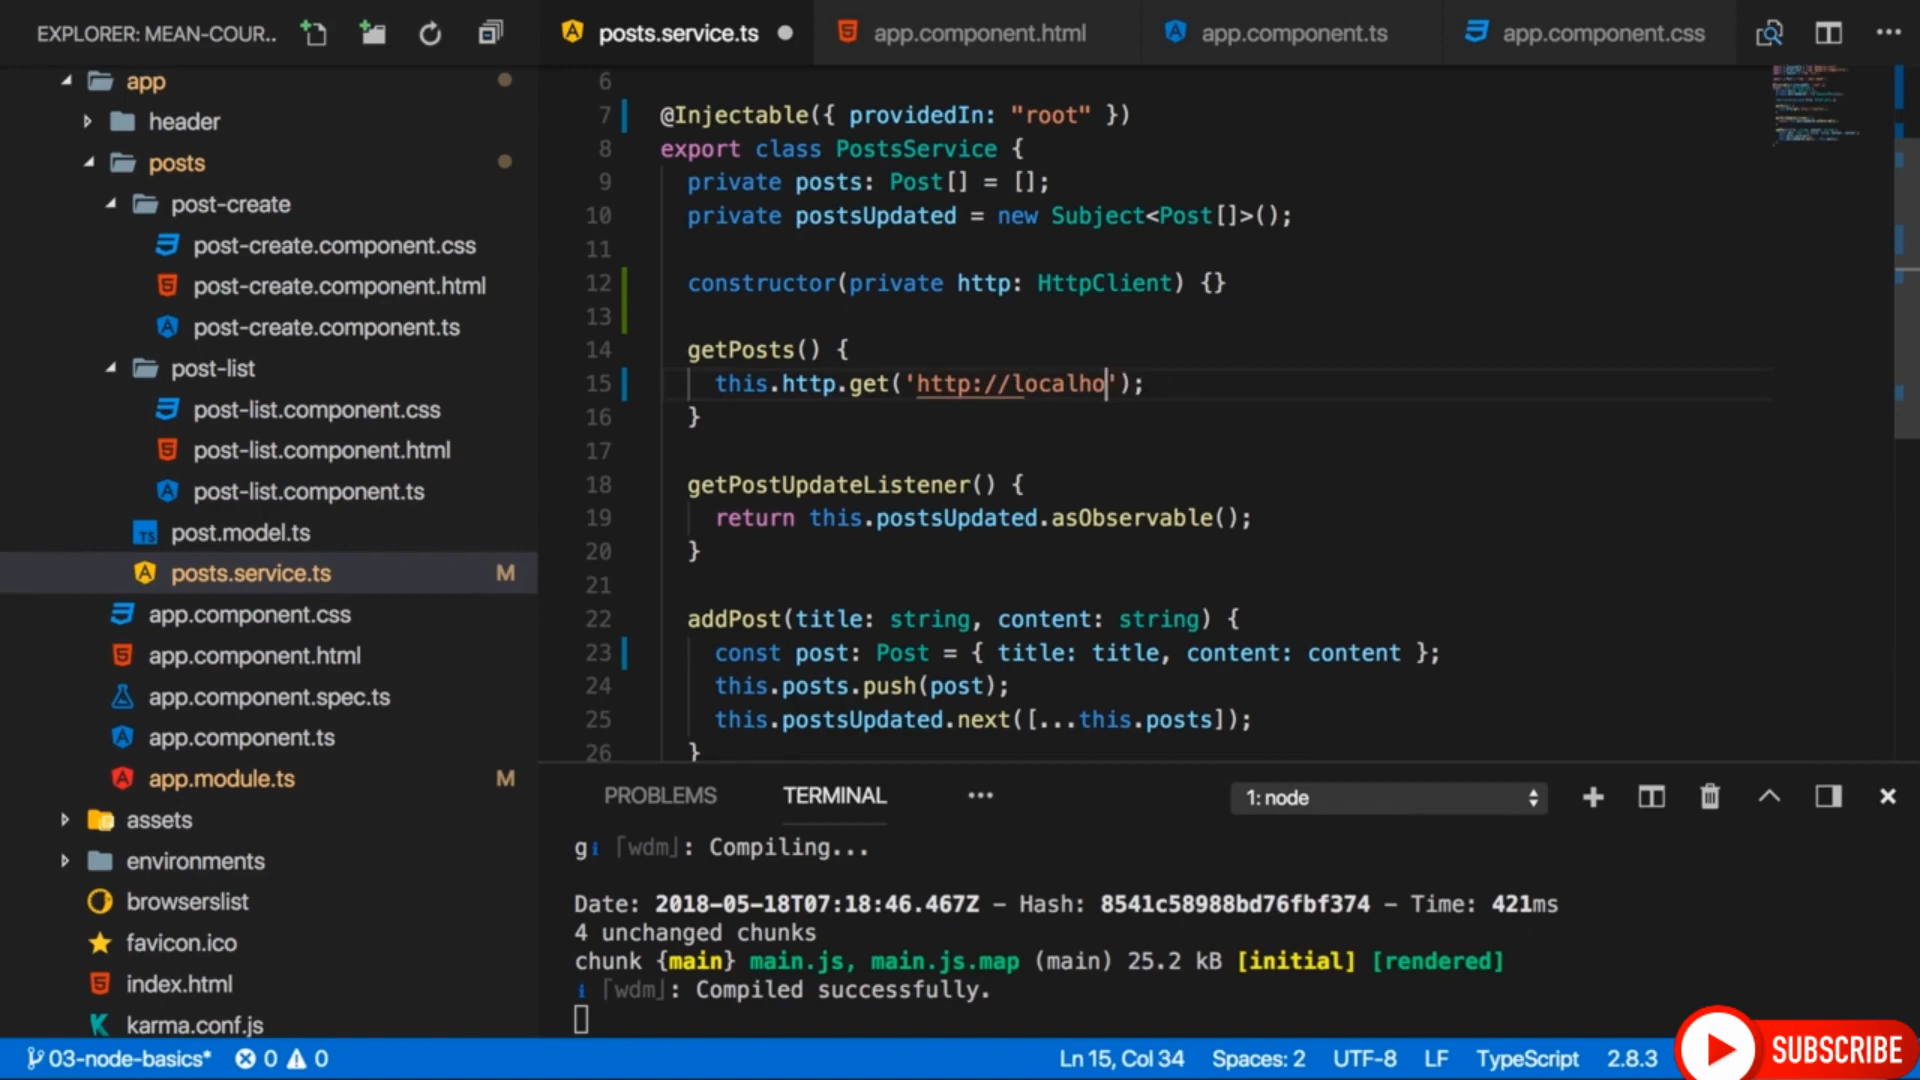 EXPLORER: MEAN-COUR..
app
header
posts
post-create
post-create.component.css
post-create.component.html
post-create.component.ts
post-list
post-list.component.css
post-list.component.html
post-list.component.ts
TS post.model.ts
posts.service.ts M
app.component.css
app.component.html
app.component.spec.ts
app.component.ts
app.module.ts M
assets
environments
browserslist
favicon.ico
index.html
karma.conf.js
posts.service.ts app.component.html app.component.ts app.component.css
6
7 @Injectable({ providedIn: "root" })
8 export class PostsService {
9 private posts: Post[] = [];
10 private postsUpdated = new Subject<Post[]>();
11
12 constructor(private http: HttpClient) {}
13
14 getPosts() {
15 this.http.get('http://localho');
16 }
17
18 getPostUpdateListener() {
19 return this.postsUpdated.asObservable();
20 }
21
22 addPost(title: string, content: string) {
23 const post: Post = { title: title, content: content };
24 this.posts.push(post);
25 this.postsUpdated.next([...this.posts]);
26 }
PROBLEMS TERMINAL ••• 1: node
gℹ ｢wdm｣: Compiling...
Date: 2018-05-18T07:18:46.467Z - Hash: 8541c58988bd76fbf374 - Time: 421ms
4 unchanged chunks
chunk {main} main.js, main.js.map (main) 25.2 kB [initial] [rendered]
ℹ ｢wdm｣: Compiled successfully.
03-node-basics* 0 0 Ln 15, Col 34 Spaces: 2 UTF-8 LF TypeScript 2.8.3
SUBSCRIBE